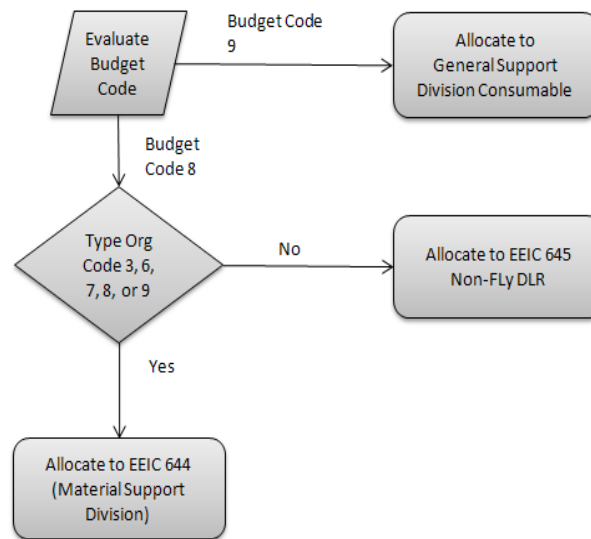 Evaluate
Budget
Code
Budget Code
9
Allocate to
General Support
Division Consumable
Budget
Code 8
Type Org
Code 3, 6,
7, 8, or 9
No
Allocate to EEIC 645
Non-FLy DLR
Yes
Allocate to EEIC 644
(Material Support
Division)